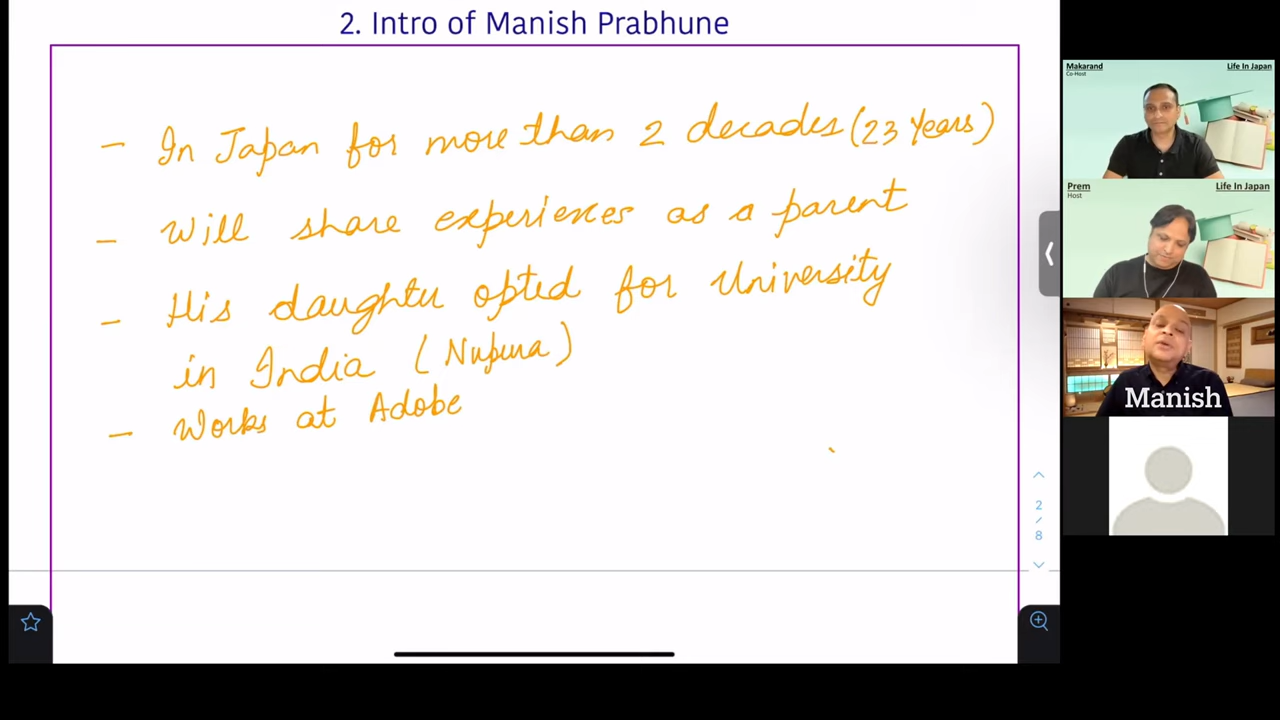 2. Intro of Manish Prabhune
- In Japan for more than 2 decades (23 Years)
- Will share experiences as a parent
- His daughter opted for University
in India (Nupura)
- Works at Adobe
Makarand
Co-Host
Life In Japan
Prem
Host
Life In Japan
Manish
2
/
8